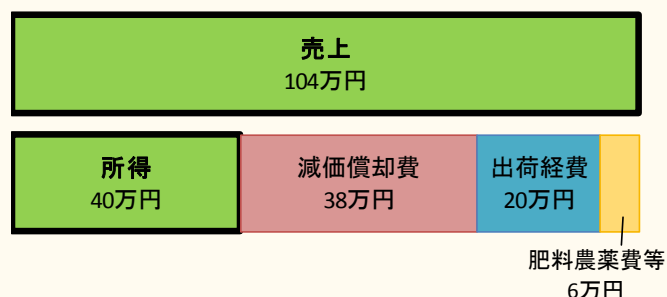 売上
104万円
所得
40万円
減価償却費
38万円
出荷経費
20万円
肥料農薬費等
6万円